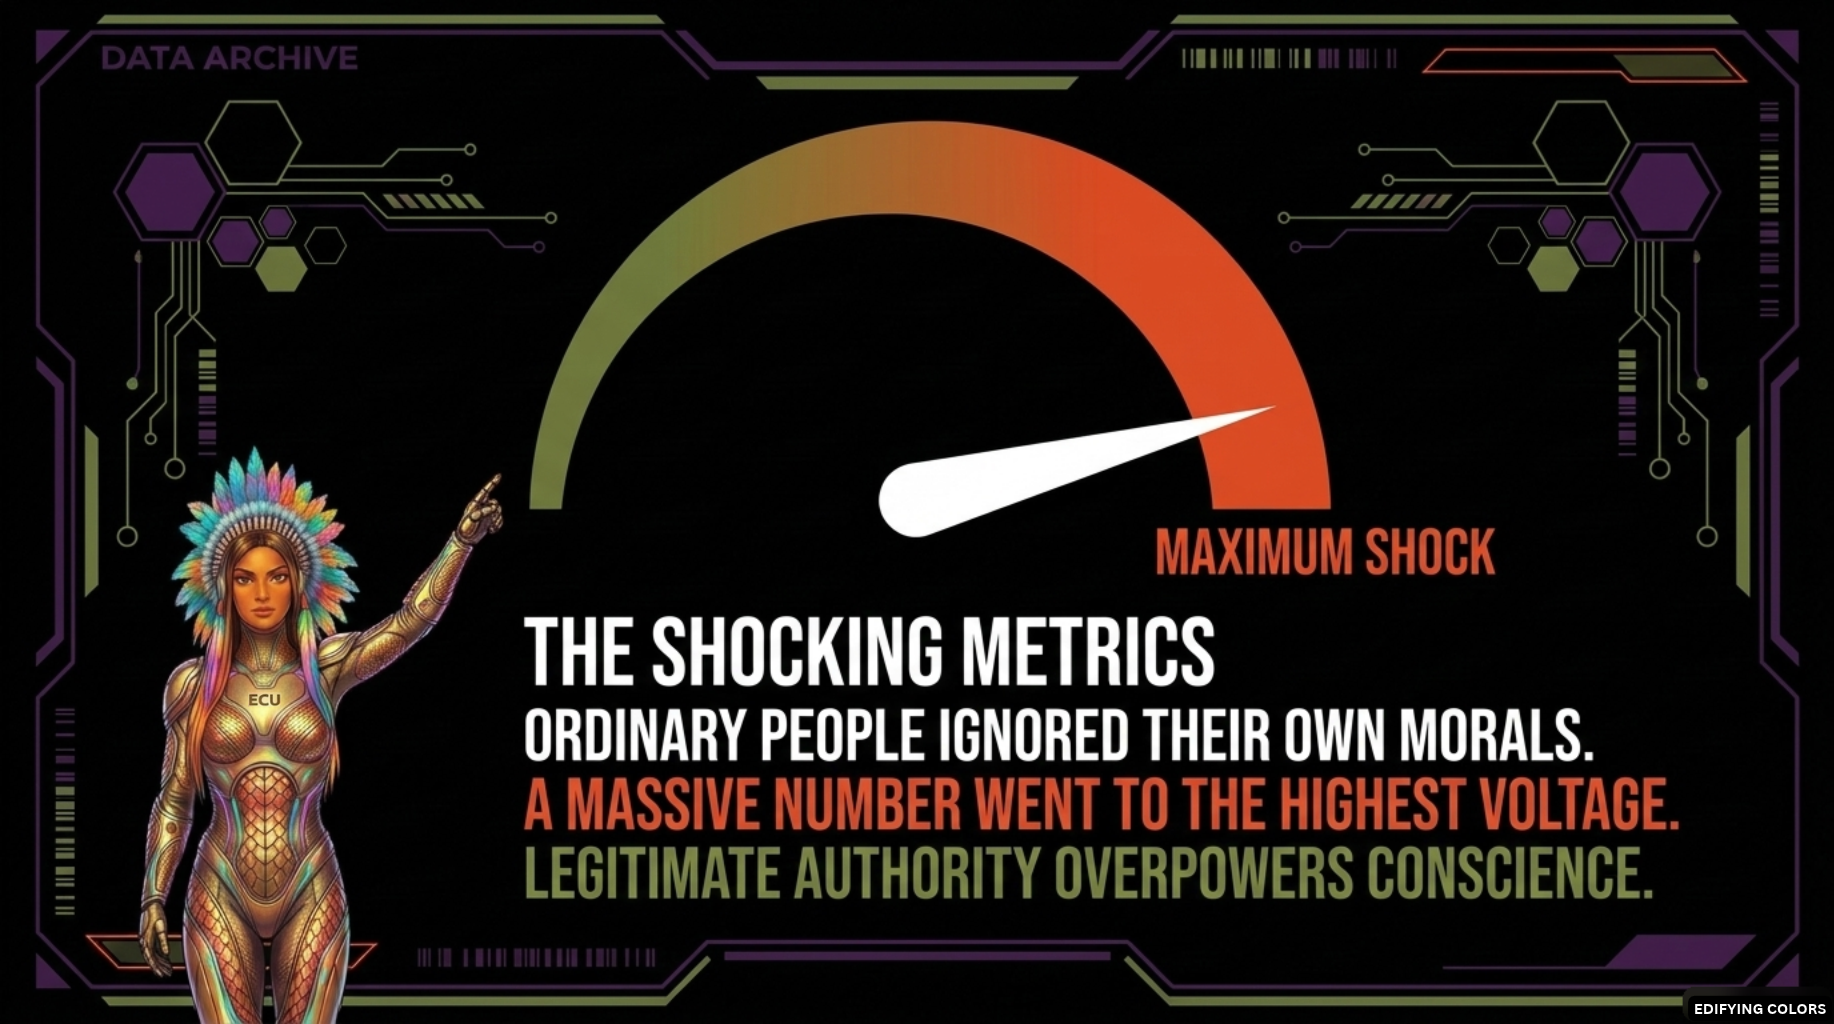 DATA ARCHIVE
MAXIMUM SHOCK
ECU
THE SHOCKING METRICS
ORDINARY PEOPLE IGNORED THEIR OWN MORALS.
A MASSIVE NUMBER WENT TO THE HIGHEST VOLTAGE.
LEGITIMATE AUTHORITY OVERPOWERS CONSCIENCE.
EDIFYING COLORS